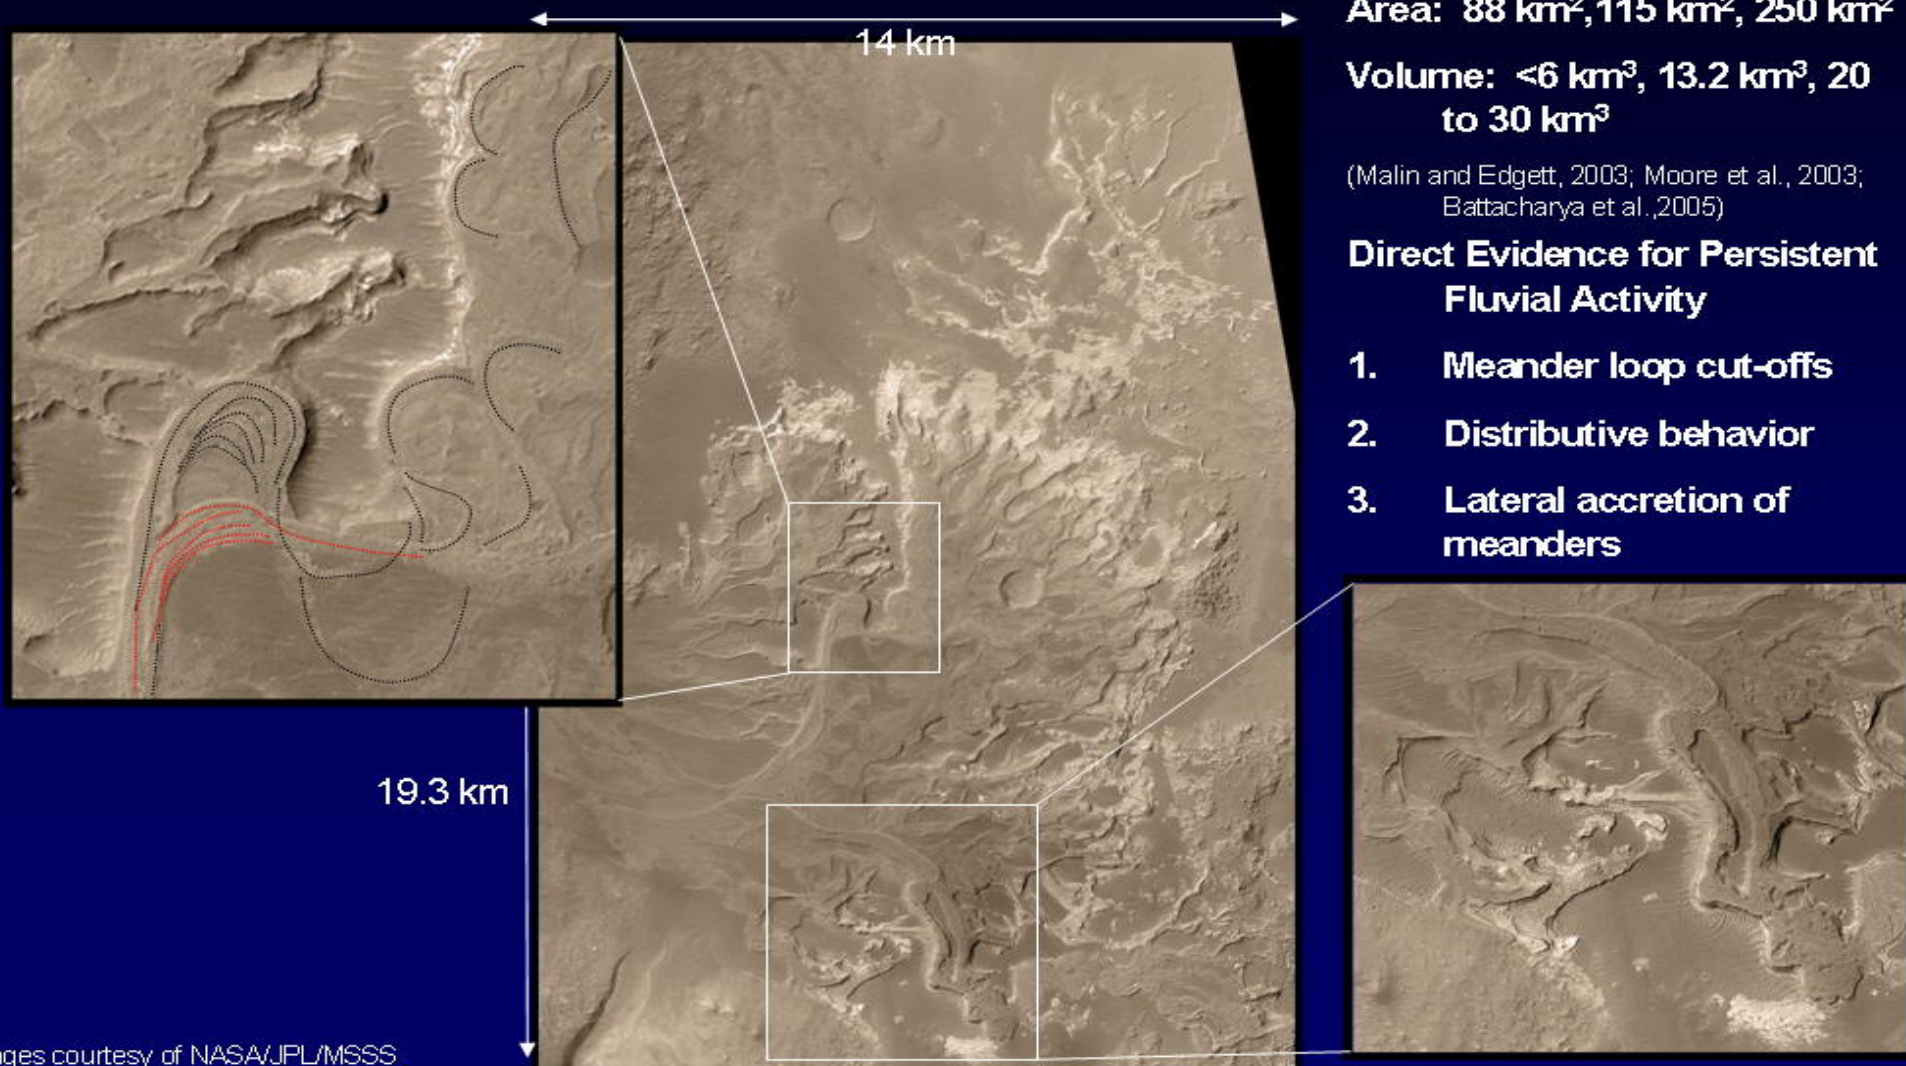 14 km
Area: 88 km²,115 km², 250 km²
Volume: <6 km³, 13.2 km³, 20
to 30 km³
(Malin and Edgett, 2003; Moore et al., 2003;
Battacharya et al.,2005)
Direct Evidence for Persistent
Fluvial Activity
1. Meander loop cut-offs
2. Distributive behavior
3. Lateral accretion of
meanders
19.3 km
courtesy of NASA/JPL/MSSS